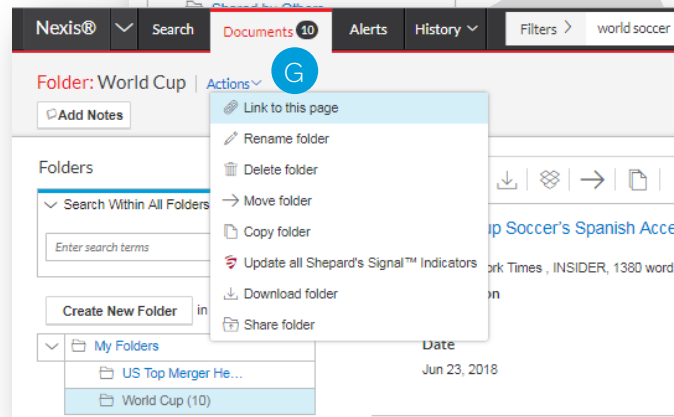 Shared by Others
Nexis® Search Documents 10 Alerts History Filters world soccer
G
Folder: World Cup | Actions
Add Notes
Link to this page
Rename folder
Delete folder
Move folder
Copy folder
Update all Shepard's Signal™ Indicators
Download folder
Share folder
Folders
Search Within All Folders
Enter search terms
Create New Folder in
My Folders
US Top Merger He...
World Cup (10)
up Soccer's Spanish Acce
ork Times , INSIDER, 1380 word
on
Date
Jun 23, 2018